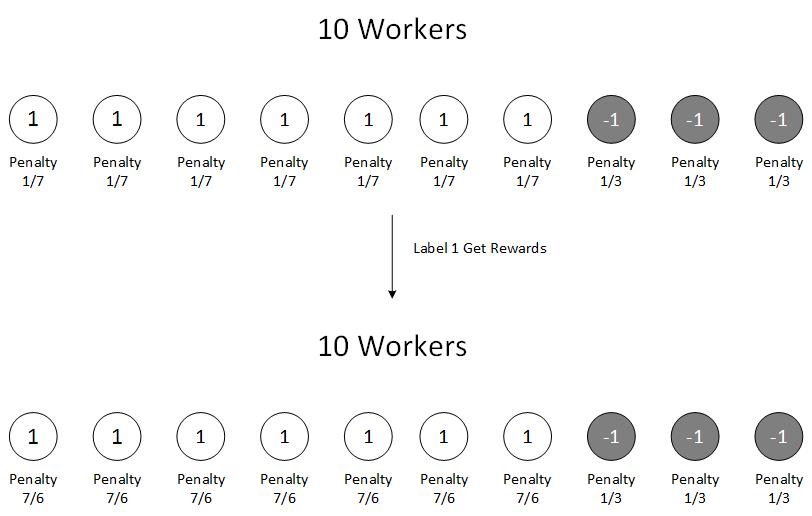 10 Workers
1 1 1 1 1 1 1 -1 -1 -1
Penalty Penalty Penalty Penalty Penalty Penalty Penalty Penalty Penalty Penalty
1/7 1/7 1/7 1/7 1/7 1/7 1/7 1/3 1/3 1/3
Label 1 Get Rewards
10 Workers
1 1 1 1 1 1 1 -1 -1 -1
Penalty Penalty Penalty Penalty Penalty Penalty Penalty Penalty Penalty Penalty
7/6 7/6 7/6 7/6 7/6 7/6 7/6 1/3 1/3 1/3